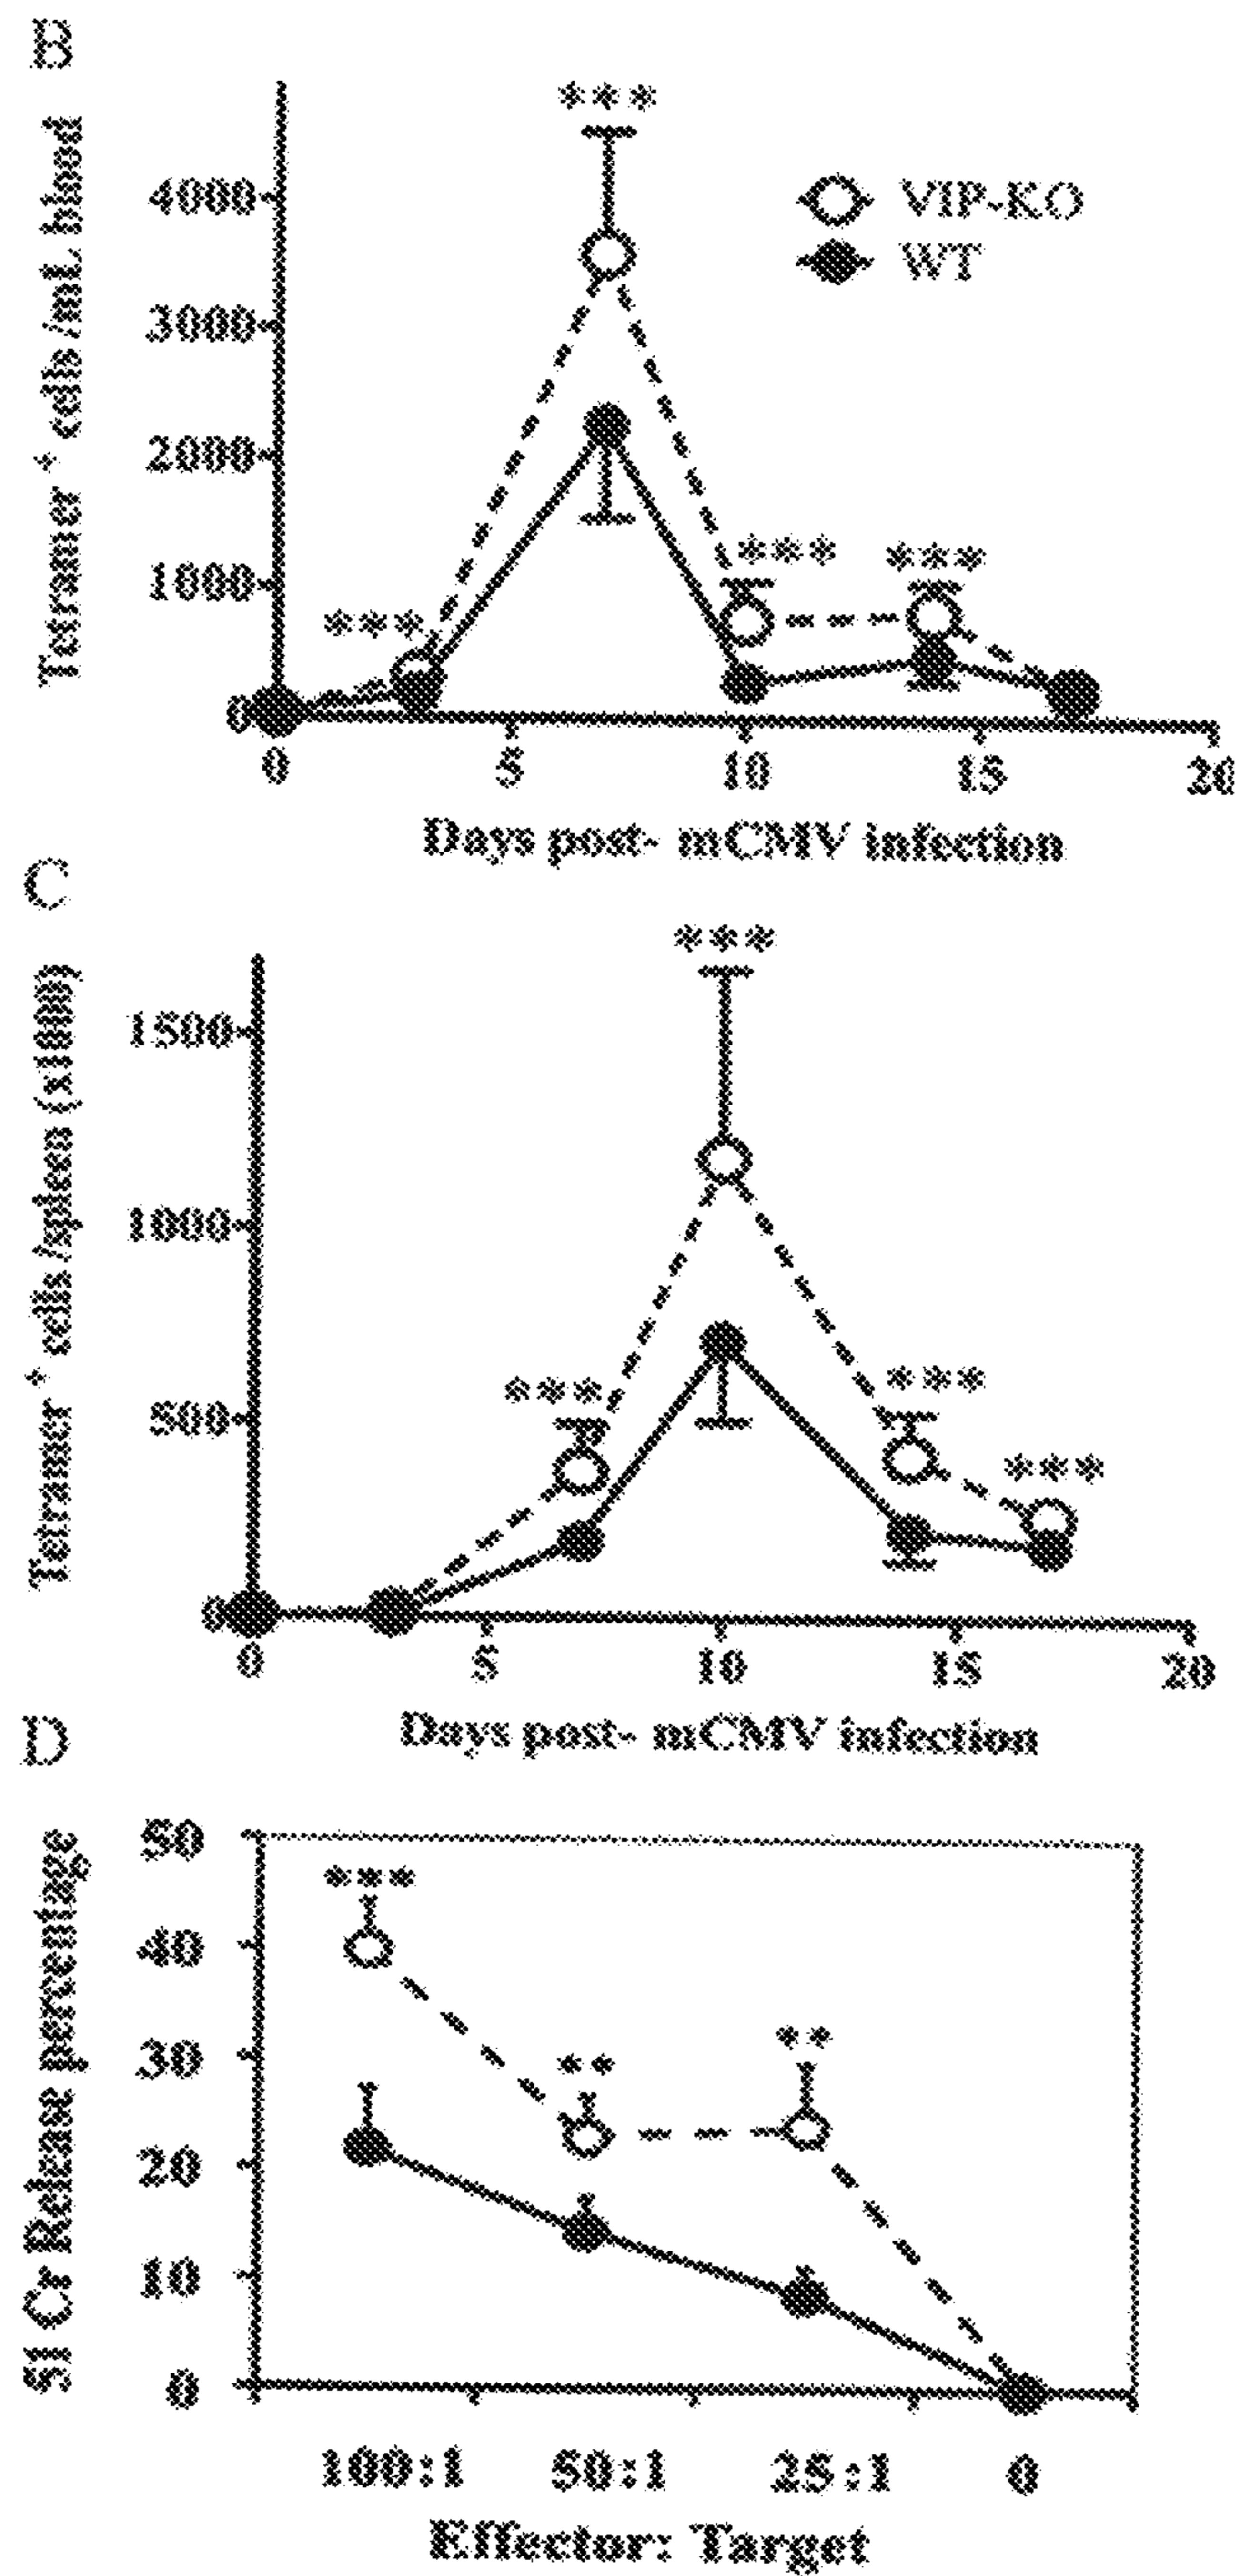 B
Tetramer+ cells/mL blood
***
4000
3000
2000
1000
0
VIP-KO
WT
***
***
***
0 5 10 15 20
Days post- mCMV infection
C
Tetramer+ cells/spleen (x1000)
***
1500
1000
500
0
***
***
***
0 5 10 15 20
Days post- mCMV infection
D
51 Cr Release percentage
50
40
30
20
10
0
***
**
**
100:1 50:1 25:1 0
Effector: Target